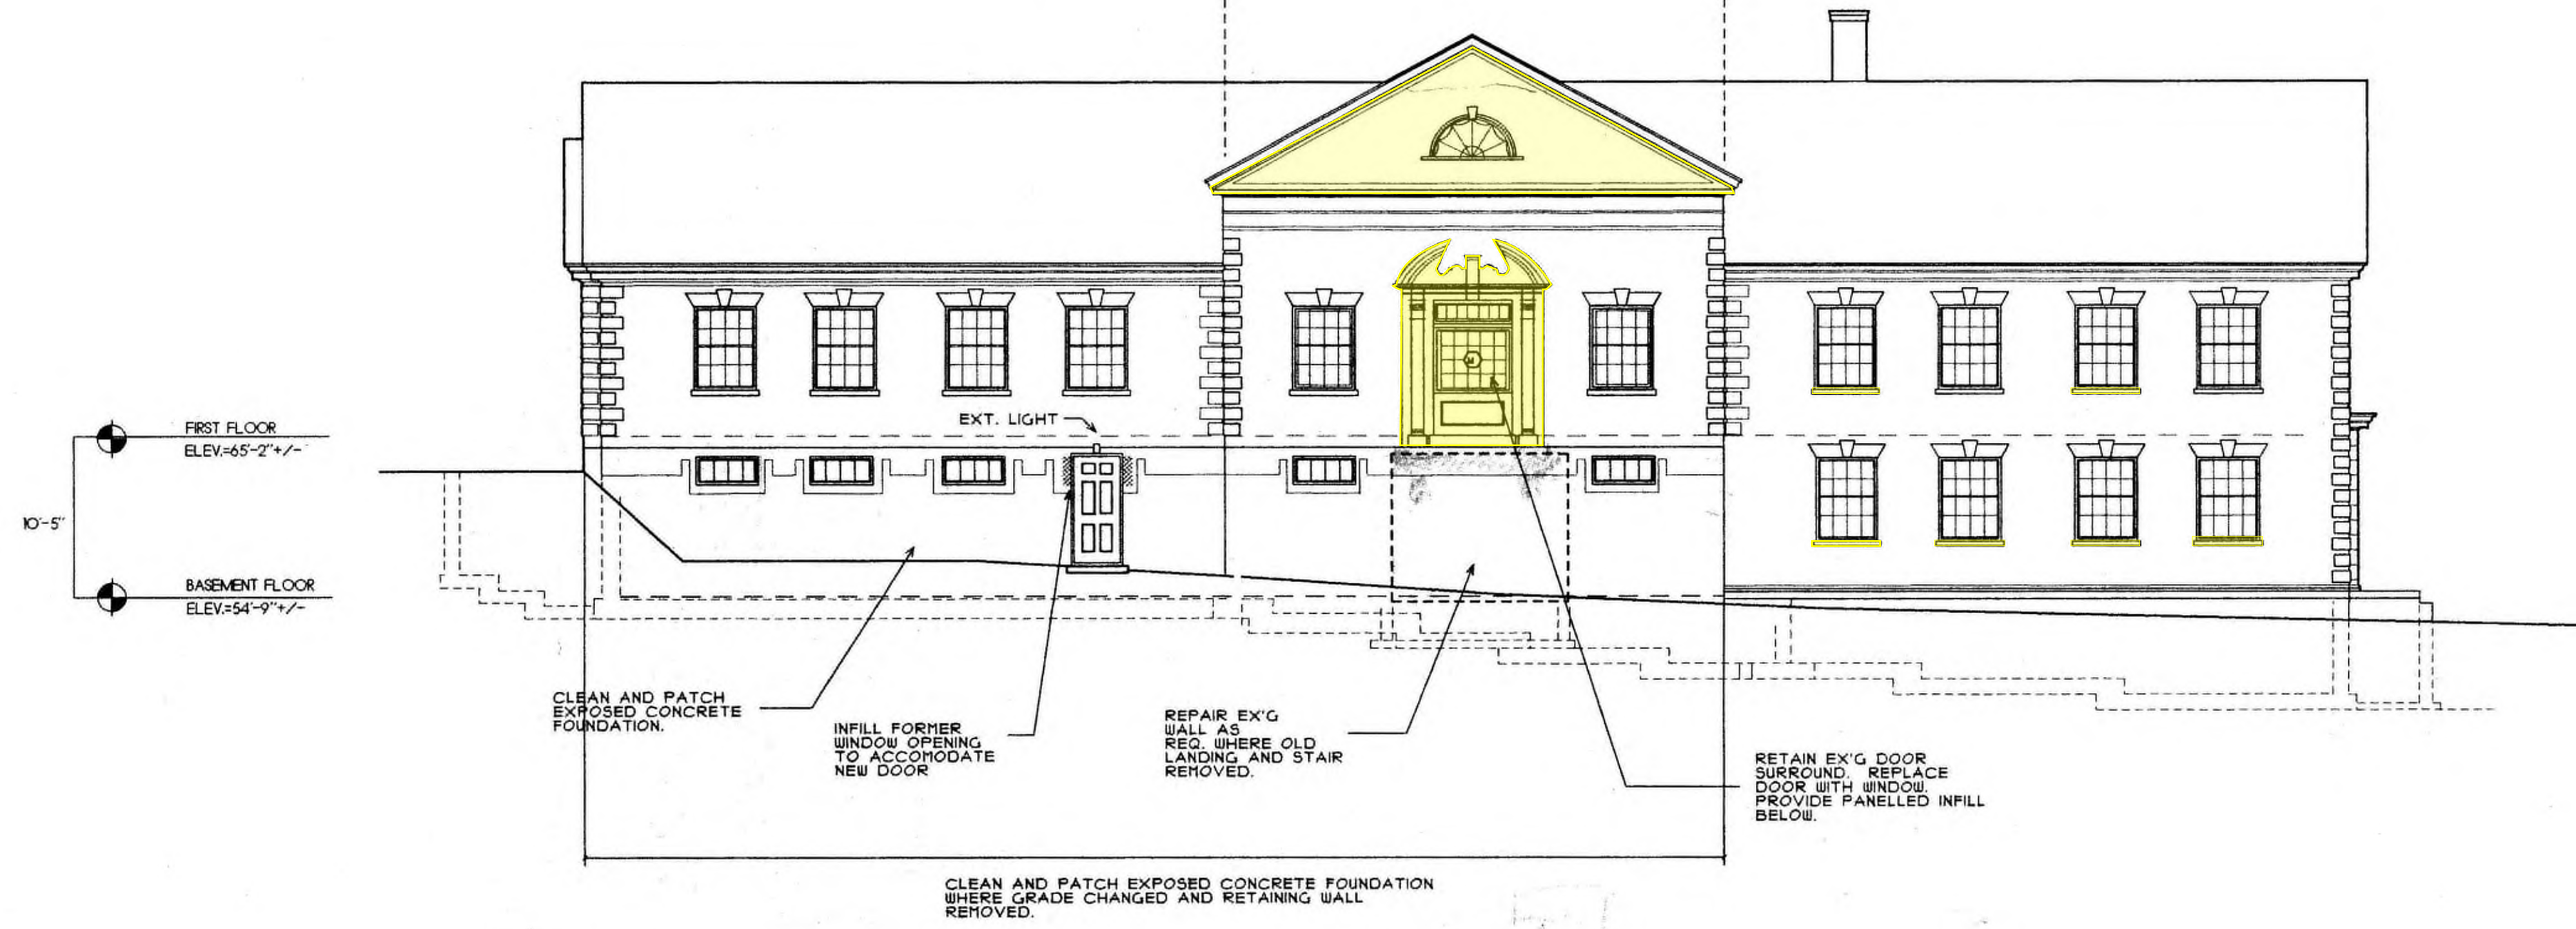 EXT. LIGHT
FIRST FLOOR
ELEV.=65'-2"+/-
10'-5"
BASEMENT FLOOR
ELEV.=54'-9"+/-
CLEAN AND PATCH
EXPOSED CONCRETE
FOUNDATION.
INFILL FORMER
WINDOW OPENING
TO ACCOMODATE
NEW DOOR
REPAIR EX'G
WALL AS
REQ. WHERE OLD
LANDING AND STAIR
REMOVED.
RETAIN EX'G DOOR
SURROUND. REPLACE
DOOR WITH WINDOW.
PROVIDE PANELLED INFILL
BELOW.
CLEAN AND PATCH EXPOSED CONCRETE FOUNDATION
WHERE GRADE CHANGED AND RETAINING WALL
REMOVED.